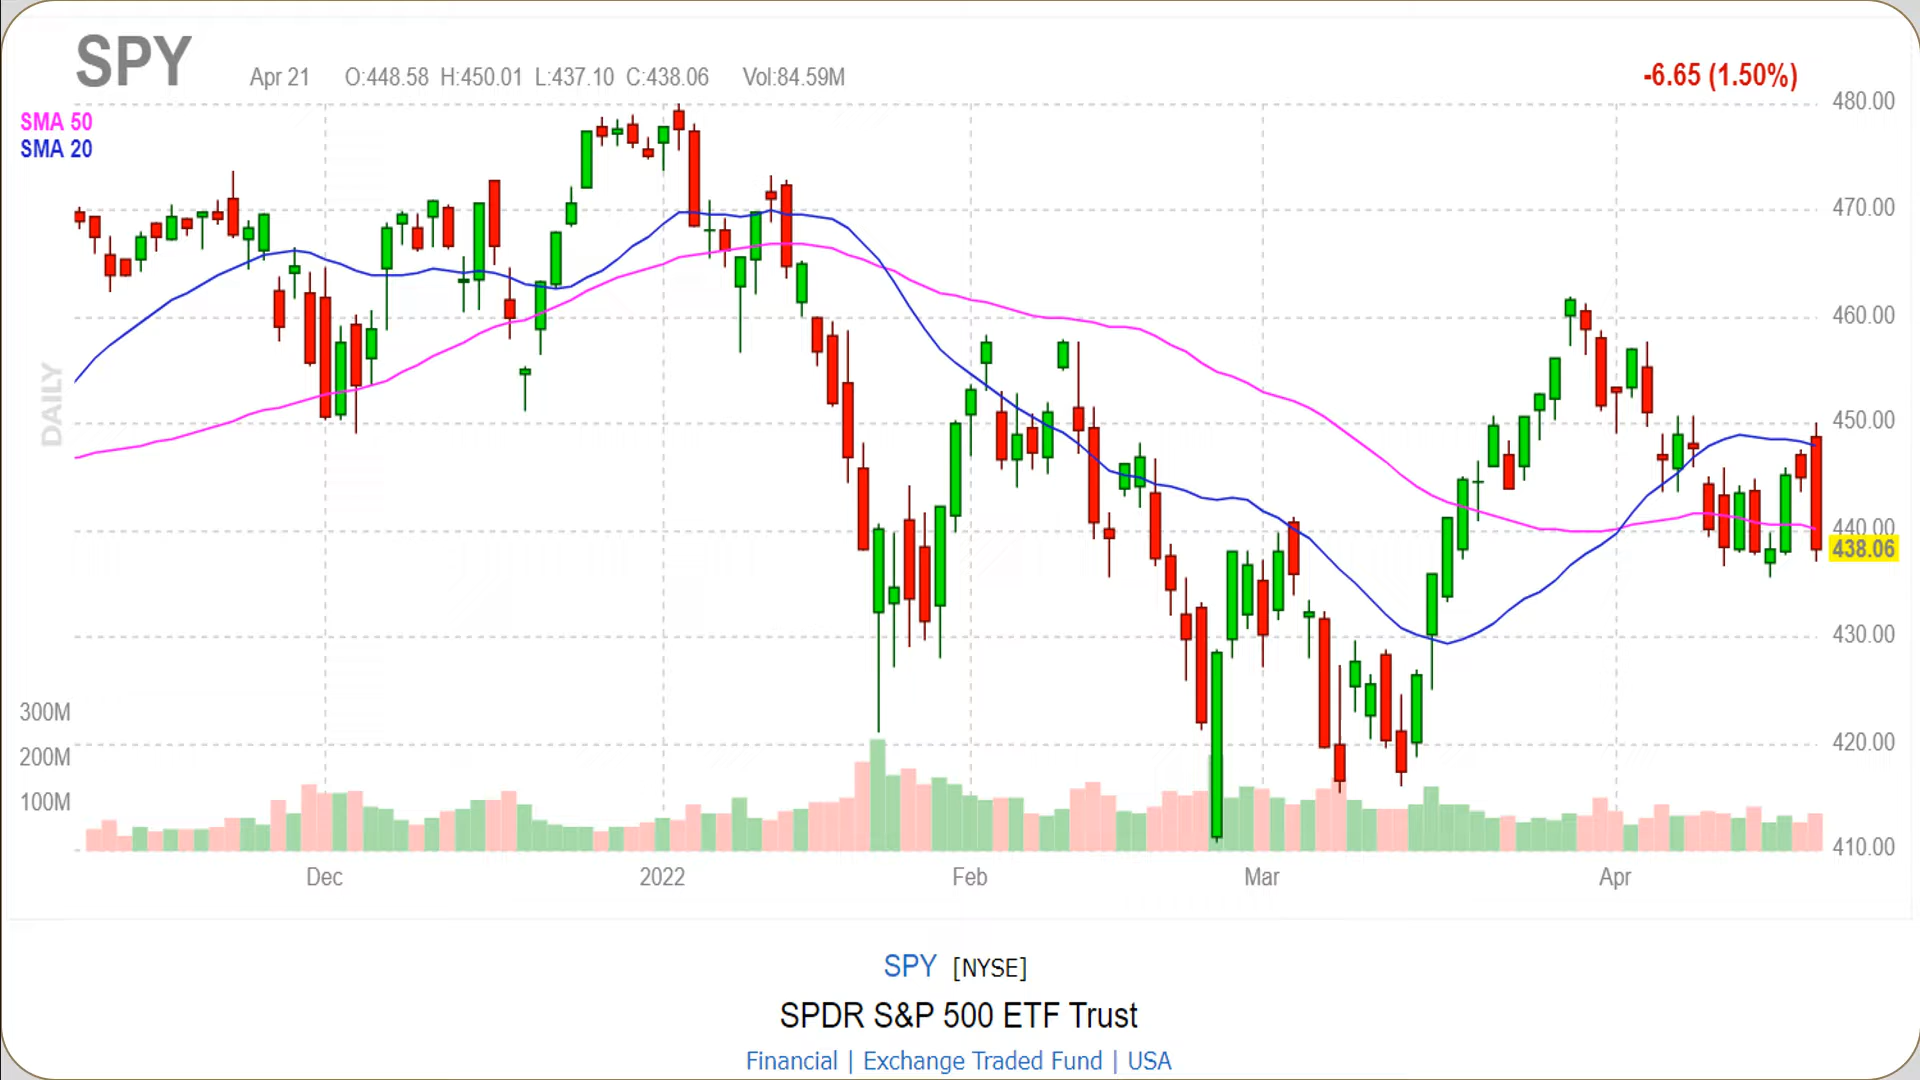 SPY Apr 21 O:448.58 H:450.01 L:437.10 C:438.06 Vol:84.59M -6.65 (1.50%)
SMA 50
SMA 20
DAILY
480.00
470.00
460.00
450.00
440.00
438.06
430.00
420.00
410.00
300M
200M
100M
Dec 2022 Feb Mar Apr
SPY [NYSE]
SPDR S&P 500 ETF Trust
Financial | Exchange Traded Fund | USA